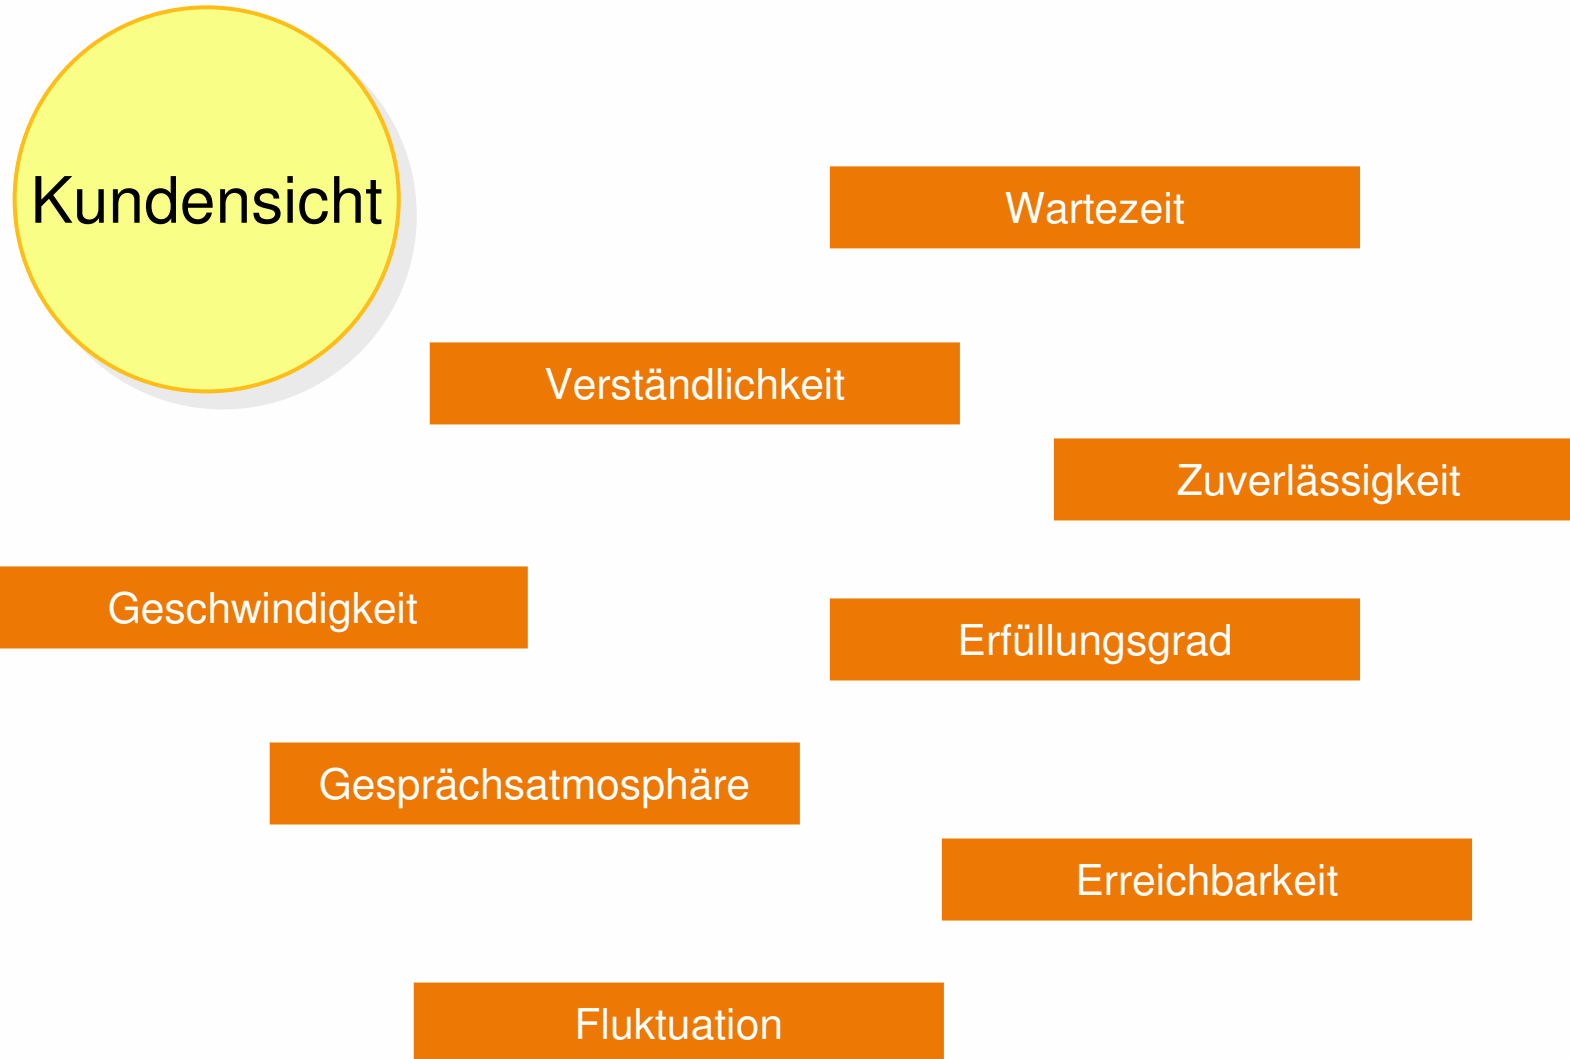 Kundensicht
Wartezeit
Verständlichkeit
Zuverlässigkeit
Geschwindigkeit
Erfüllungsgrad
Gesprächsatmosphäre
Erreichbarkeit
Fluktuation